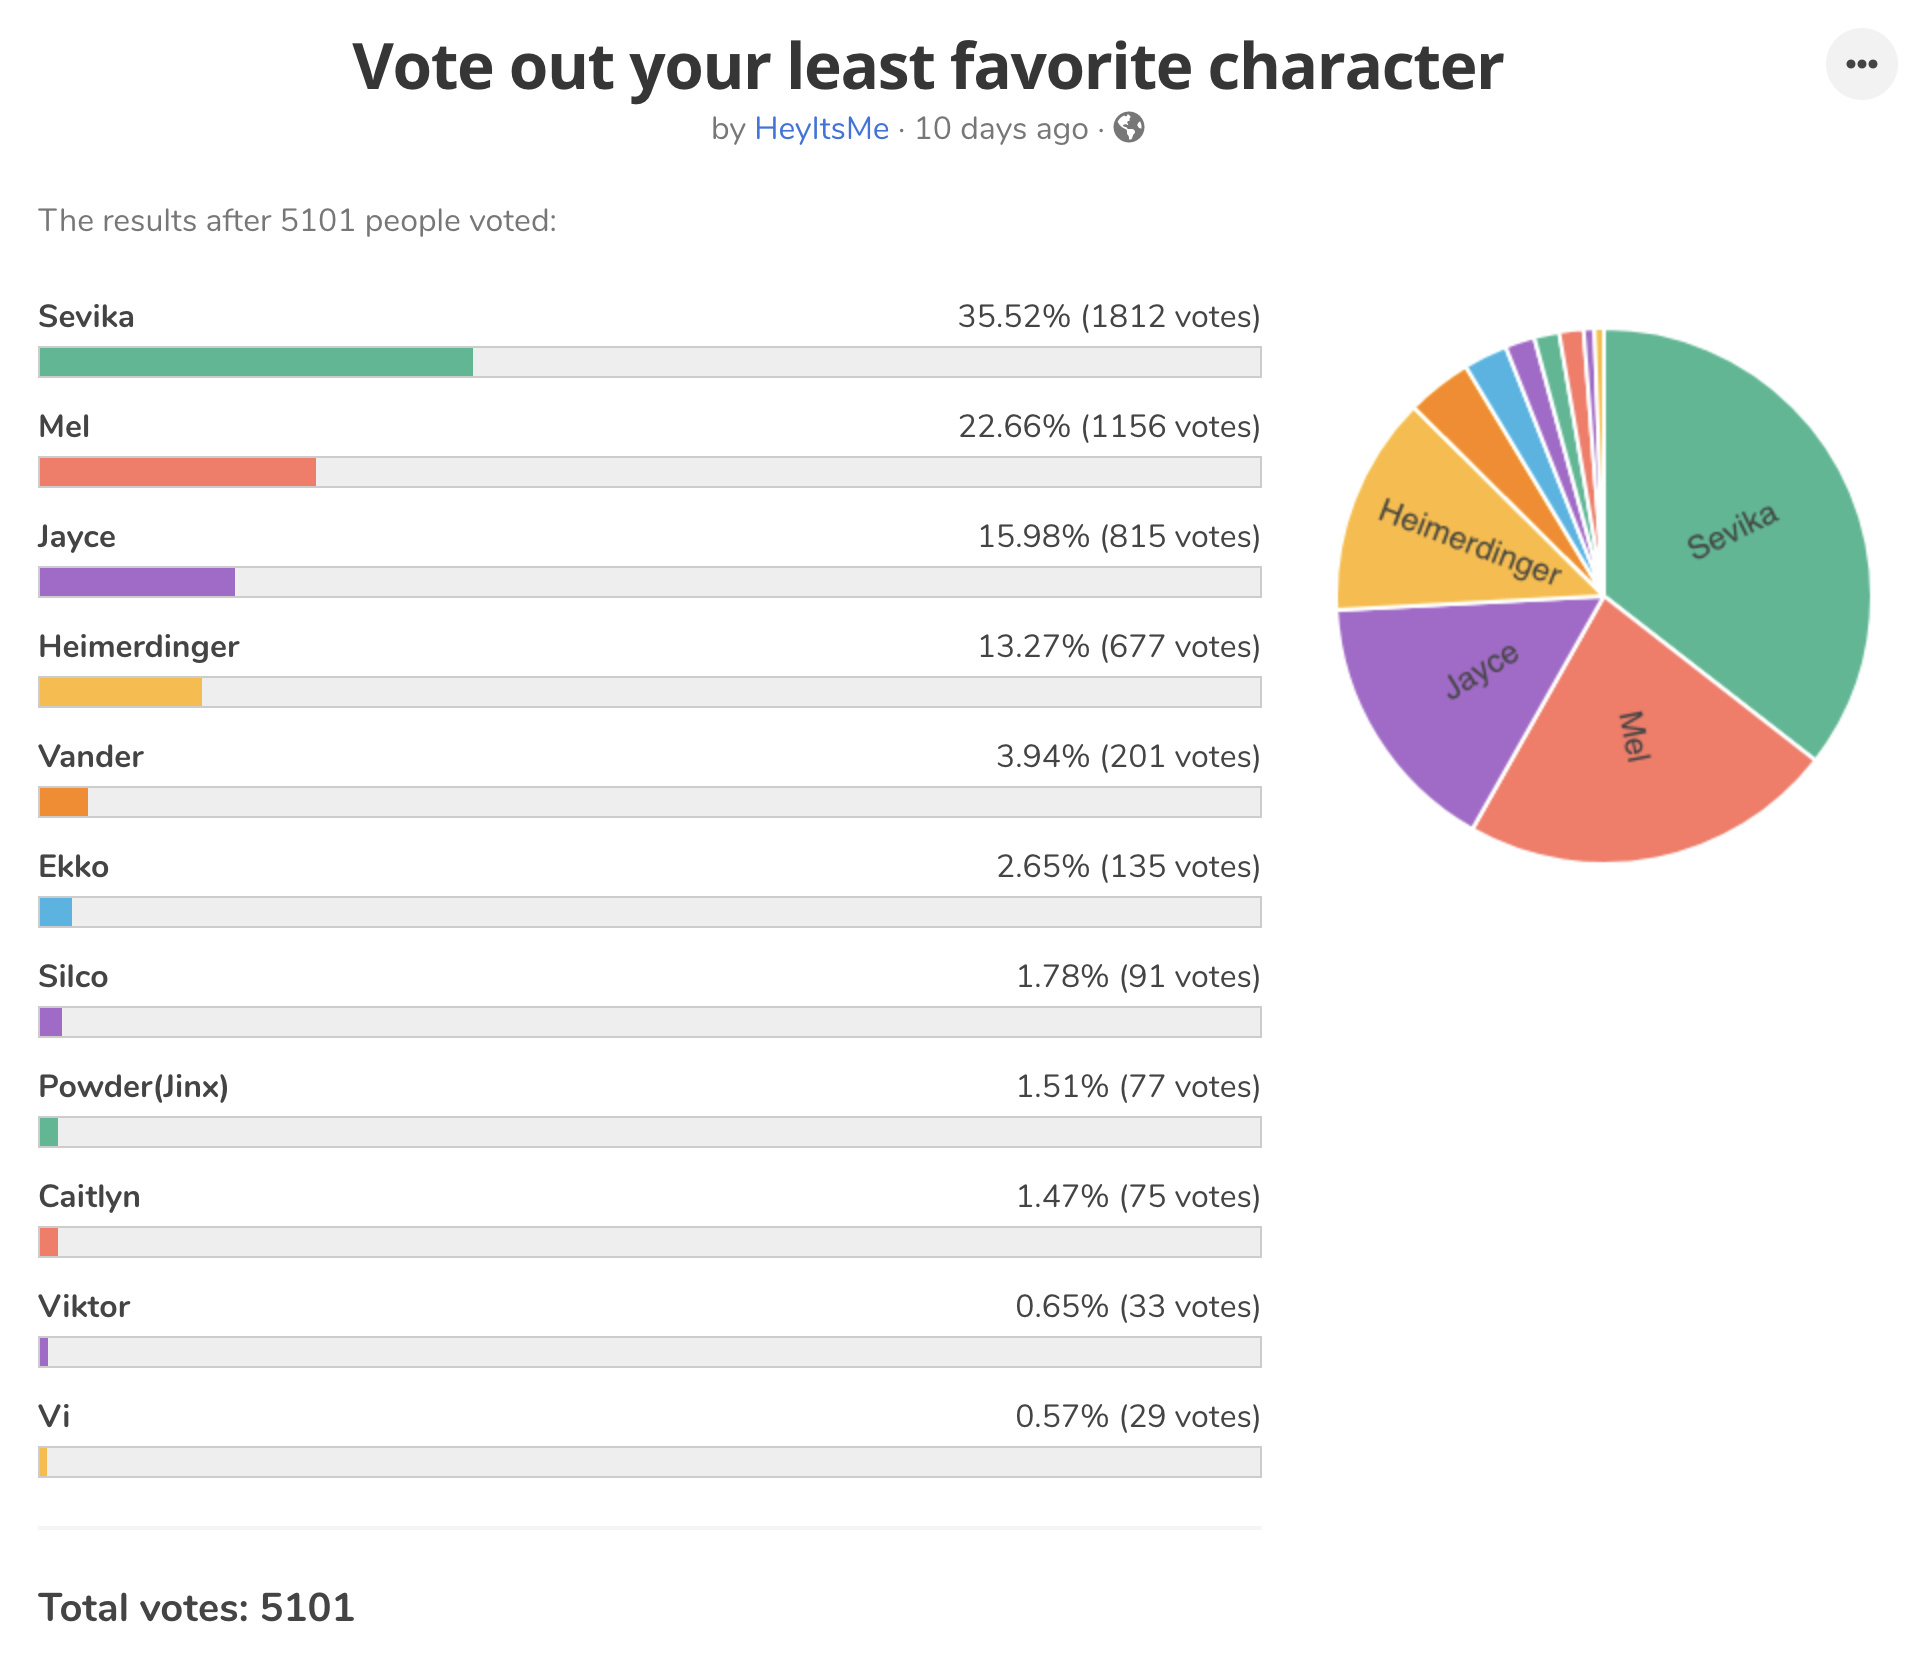 Vote out your least favorite character
by HeyItsMe · 10 days ago ·
The results after 5101 people voted:
Sevika 35.52% (1812 votes)
Mel 22.66% (1156 votes)
Jayce 15.98% (815 votes)
Heimerdinger 13.27% (677 votes)
Vander 3.94% (201 votes)
Ekko 2.65% (135 votes)
Silco 1.78% (91 votes)
Powder(Jinx) 1.51% (77 votes)
Caitlyn 1.47% (75 votes)
Viktor 0.65% (33 votes)
Vi 0.57% (29 votes)
Total votes: 5101
Sevika
Mel
Jayce
Heimerdinger